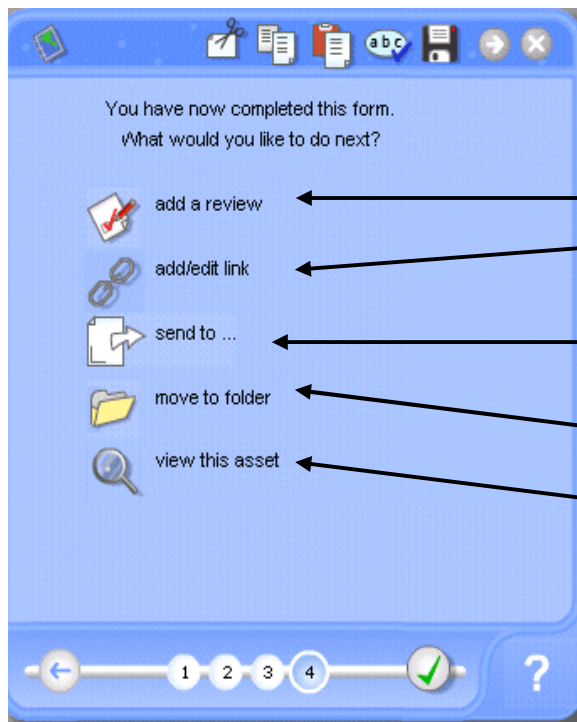 abc
You have now completed this form.
What would you like to do next?
add a review
add/edit link
send to ...
move to folder
view this asset
1 2 3 4 ?